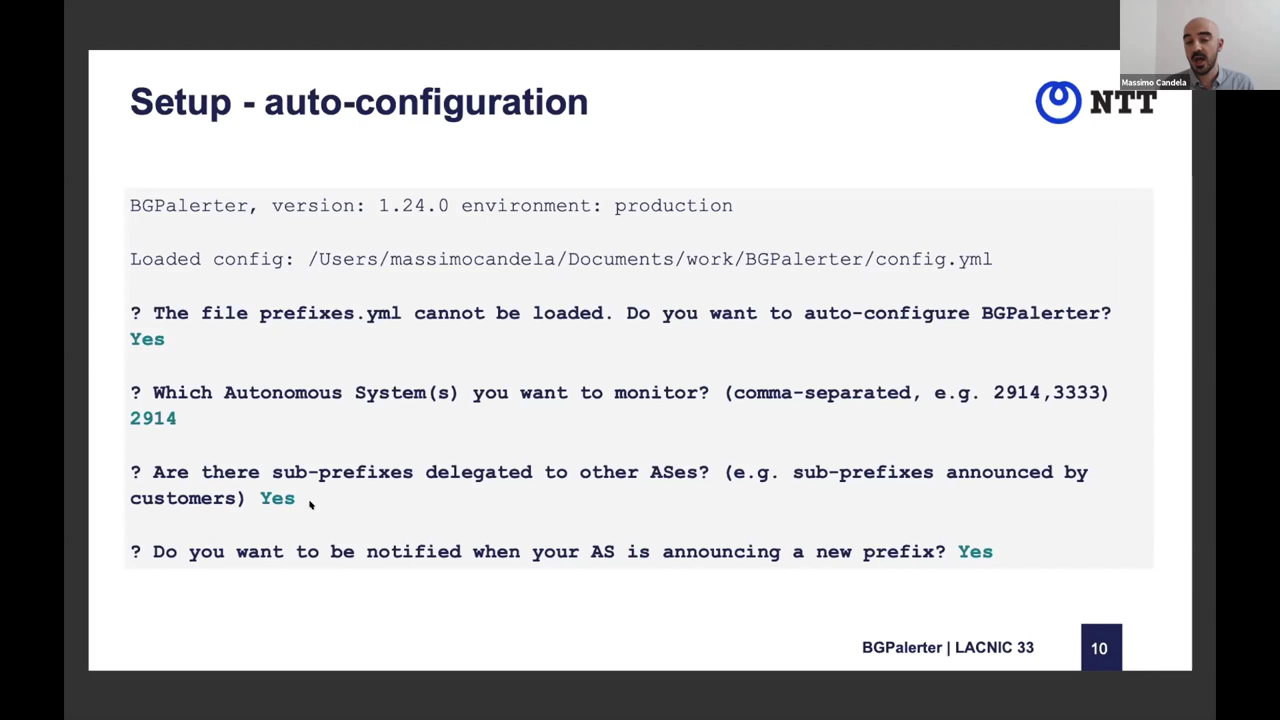 Massimo Candela
Setup - auto-configuration
NTT
BGPalerter, version: 1.24.0 environment: production
Loaded config: /Users/massimocandela/Documents/work/BGPalerter/config.yml
? The file prefixes.yml cannot be loaded. Do you want to auto-configure BGPalerter?
Yes
? Which Autonomous System(s) you want to monitor? (comma-separated, e.g. 2914,3333)
2914
? Are there sub-prefixes delegated to other ASes? (e.g. sub-prefixes announced by
customers) Yes
? Do you want to be notified when your AS is announcing a new prefix? Yes
BGPalerter | LACNIC 33
10